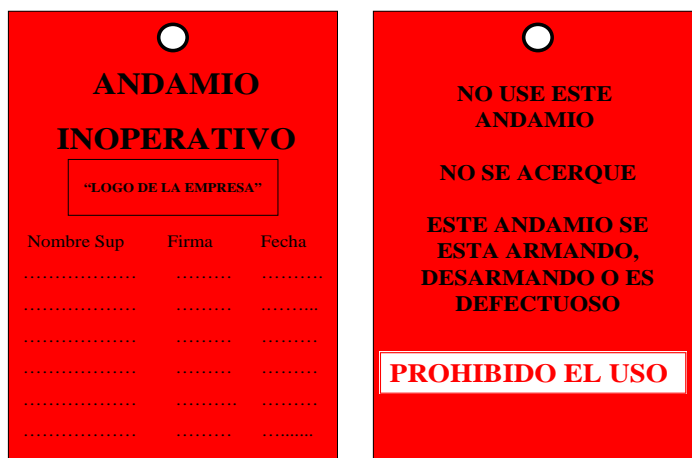 ANDAMIO
INOPERATIVO
“LOGO DE LA EMPRESA”
Nombre Sup Firma Fecha
……………… ……… ………
……………… ……… ……...
……………… ……… ………
……………… ……… ………
……………… ………. ………
……………… ……… …......
NO USE ESTE
ANDAMIO
NO SE ACERQUE
ESTE ANDAMIO SE
ESTA ARMANDO,
DESARMANDO O ES
DEFECTUOSO
PROHIBIDO EL USO